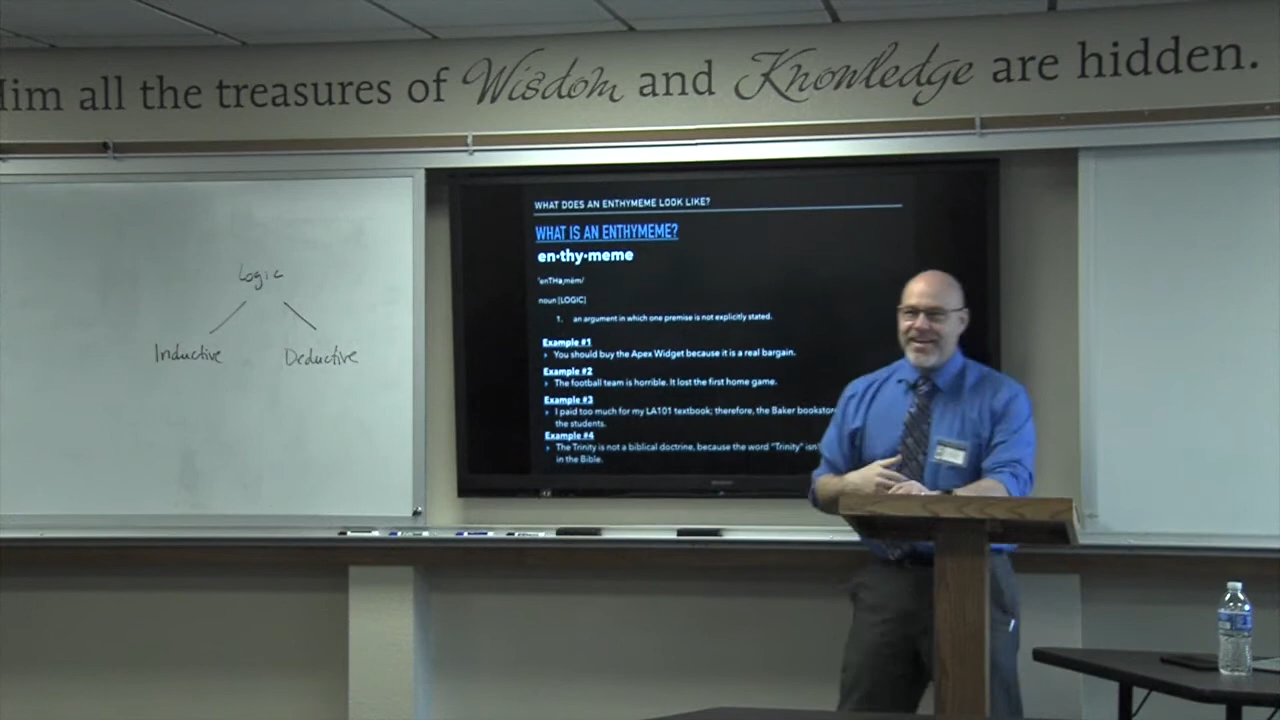 Him all the treasures of Wisdom and Knowledge are hidden.
Logic
Inductive Deductive
WHAT DOES AN ENTHYMEME LOOK LIKE?
WHAT IS AN ENTHYMEME?
en·thy·meme
noun [LOGIC]
1. an argument in which one premise is not explicitly stated.
Example #1
You should buy the Apex Widget because it is a real bargain.
Example #2
The football team is horrible. It lost the first home game.
Example #3
I paid too much for my LA101 textbook; therefore, the Baker bookstore
the students.
Example #4
The Trinity is not a biblical doctrine, because the word "Trinity" isn'
in the Bible.